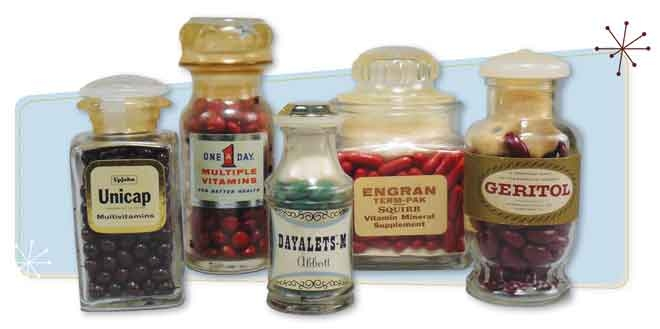 Upjohn
Unicap
Multivitamins
ONE A DAY
1
MULTIPLE
VITAMINS
FOR BETTER HEALTH
DAYALETS-M
Abbott
ENGRAN
TERM-PAK
SQUIBB
Vitamin Mineral
Supplement
GERITOL